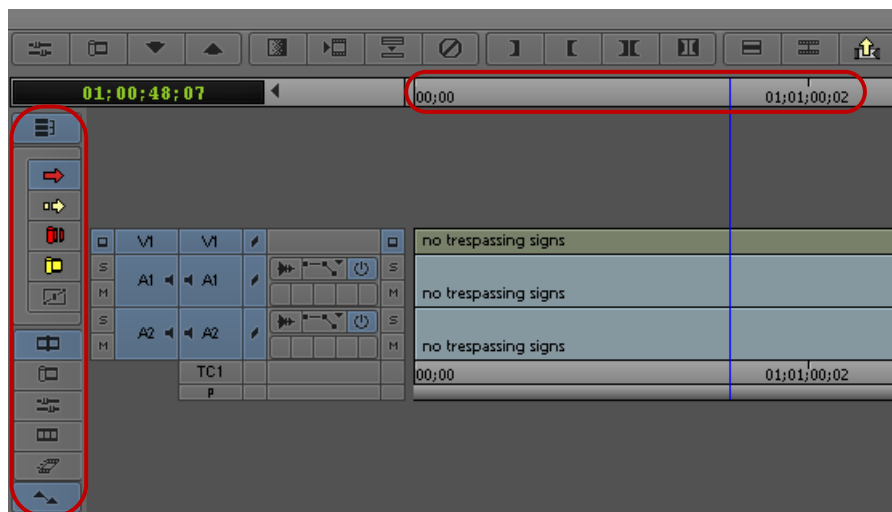 01;00;48;07
00;00 01;01;00;02
V1 V1 no trespassing signs
S S
A1 A1
M M no trespassing signs
S S
A2 A2
M M no trespassing signs
TC1 00;00 01;01;00;02
P